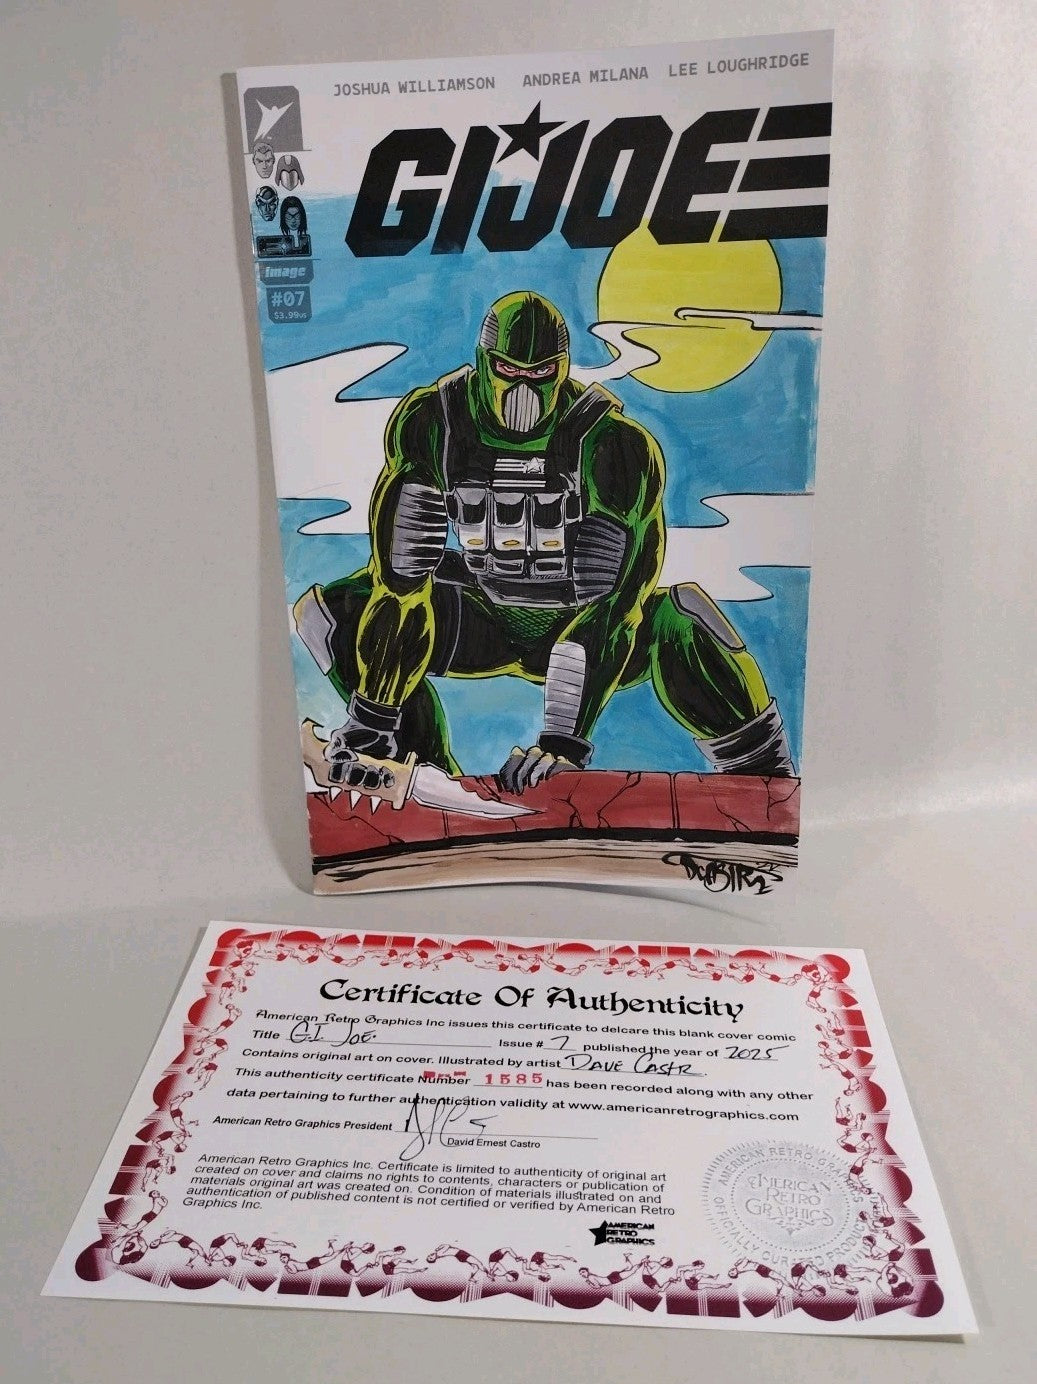 JOSHUA WILLIAMSON ANDREA MILANA LEE LOUGHRIDGE
GIJOE
image
#07
$3.99US
Certificate Of Authenticity
American Retro Graphics Inc issues this certificate to delcare this blank cover comic
Title G.I. Joe. Issue # 7 published the year of 2025
Contains original art on cover. Illustrated by artist Dave Castr.
This authenticity certificate Number 1585 has been recorded along with any other
data pertaining to further authentication validity at www.americanretrographics.com
American Retro Graphics President
David Ernest Castro
American Retro Graphics Inc. Certificate is limited to authenticity of original art
created on cover and claims no rights to contents, characters or publication of
materials original art was created on. Condition of materials illustrated on and
authentication of published content is not certified or verified by American Retro
Graphics Inc.
AMERICAN
RETRO
GRAPHICS
AMERICAN
RETRO
GRAPHICS